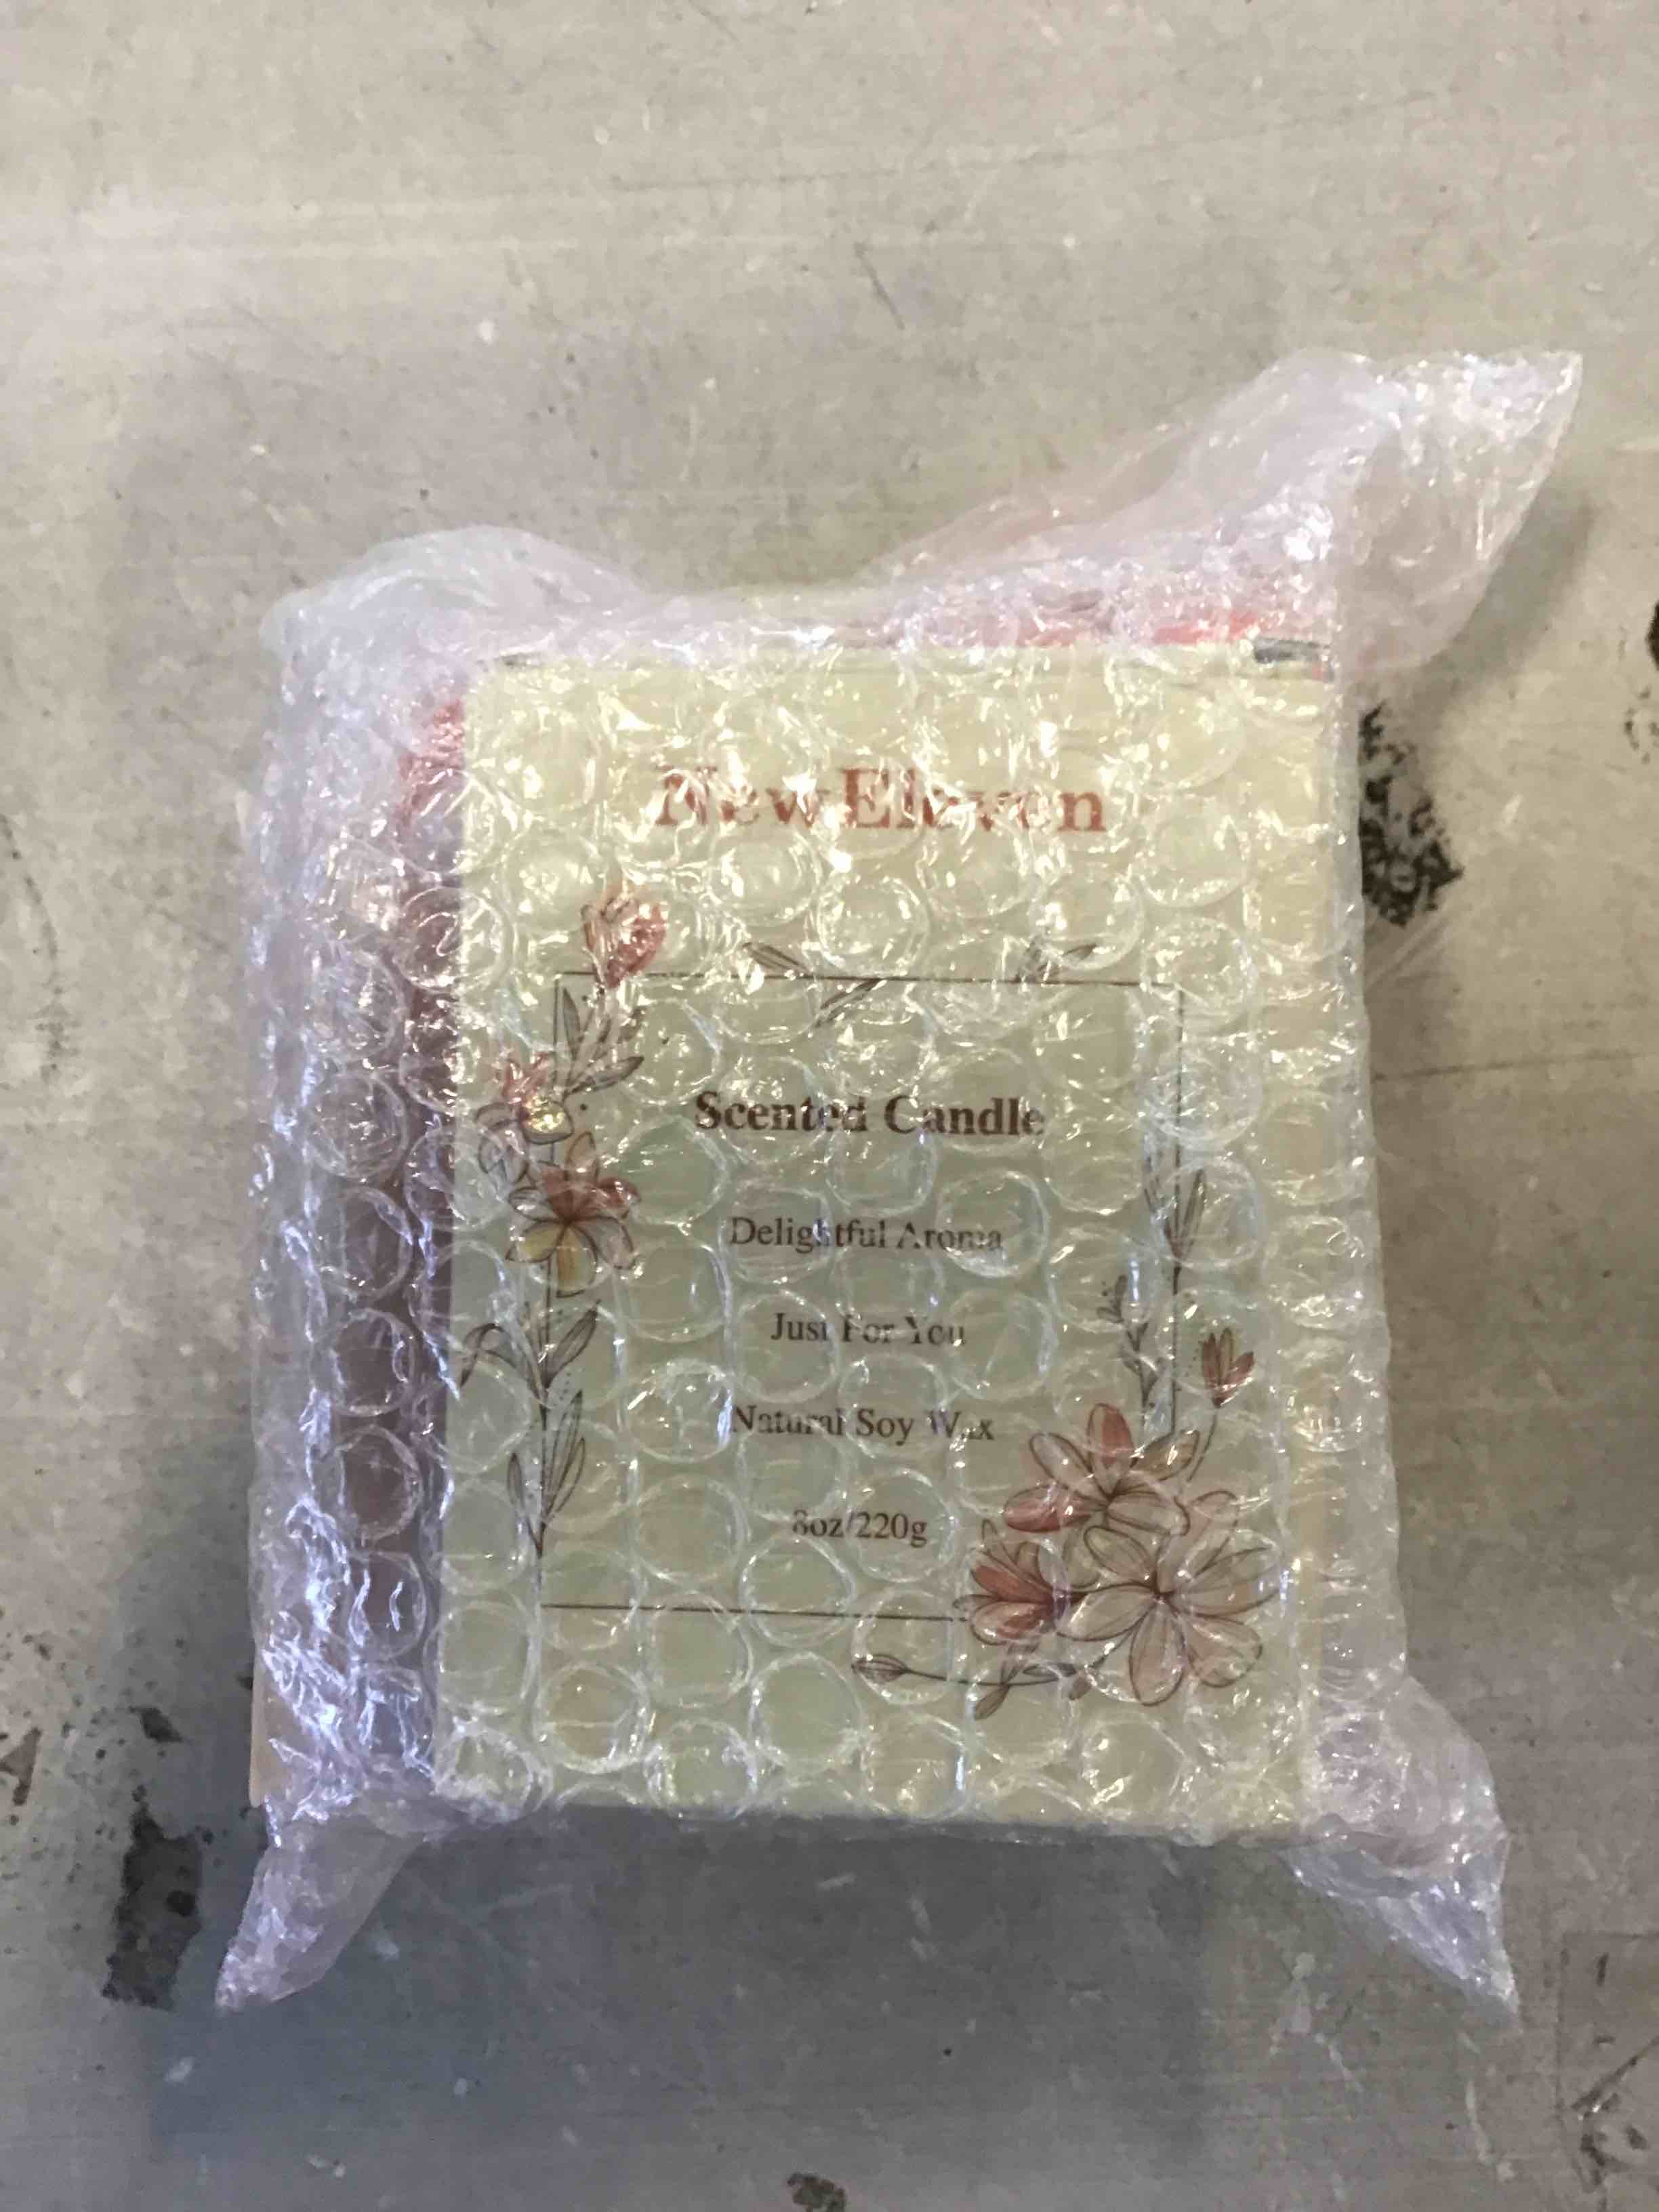 New Eleven
Scented Candle
Delightful Aroma
Just For You
Natural Soy Wax
8oz/220g